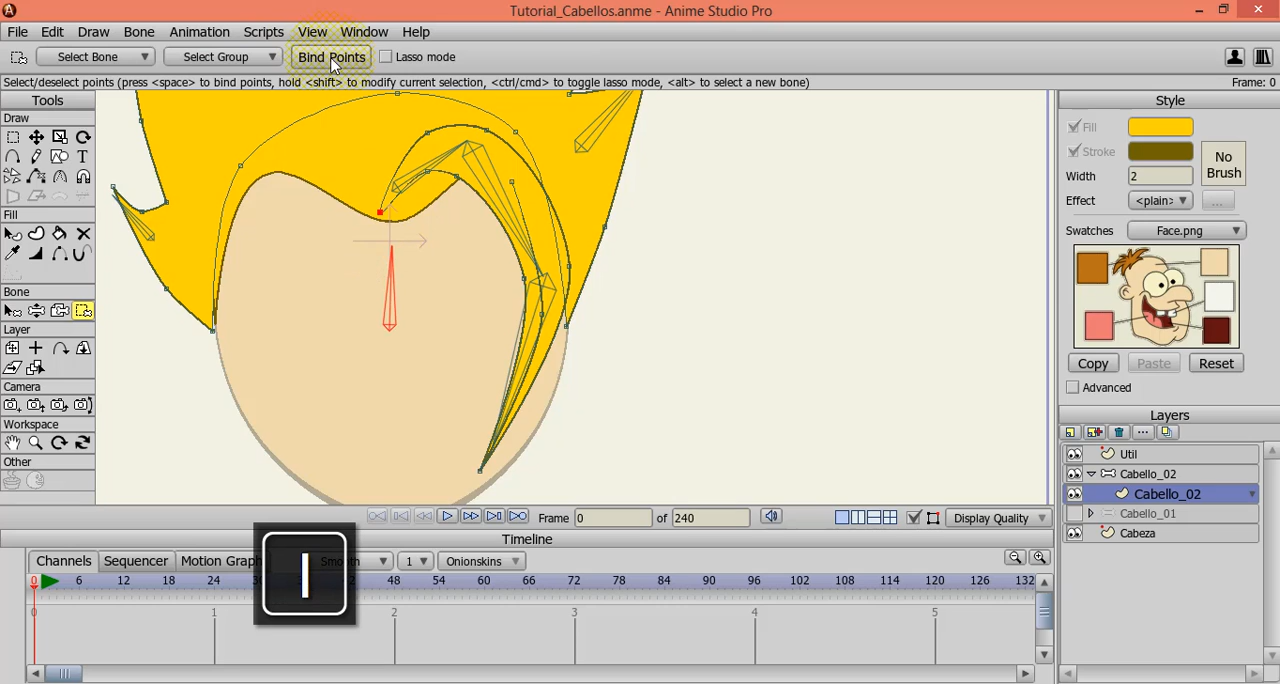 Tutorial_Cabellos.anme - Anime Studio Pro
File Edit Draw Bone Animation Scripts View Window Help
Select Bone Select Group Bind Points Lasso mode
Select/deselect points (press <space> to bind points, hold <shift> to modify current selection, <ctrl/cmd> to toggle lasso mode, <alt> to select a new bone) Frame: 0
Tools
Draw
T
Fill
Bone
Layer
Camera
Workspace
Other
Style
Fill
Stroke
No Brush
Width 2
Effect <plain> ...
Swatches Face.png
Copy Paste Reset
Advanced
Layers
Util
Cabello_02
Cabello_02
Cabello_01
Cabeza
Frame 0 of 240 Display Quality
Timeline
Channels Sequencer Motion Graph Smooth 1 Onionskins
0 6 12 18 24 30 48 54 60 66 72 78 84 90 96 102 108 114 120 126 132
0 1 2 3 4 5
I